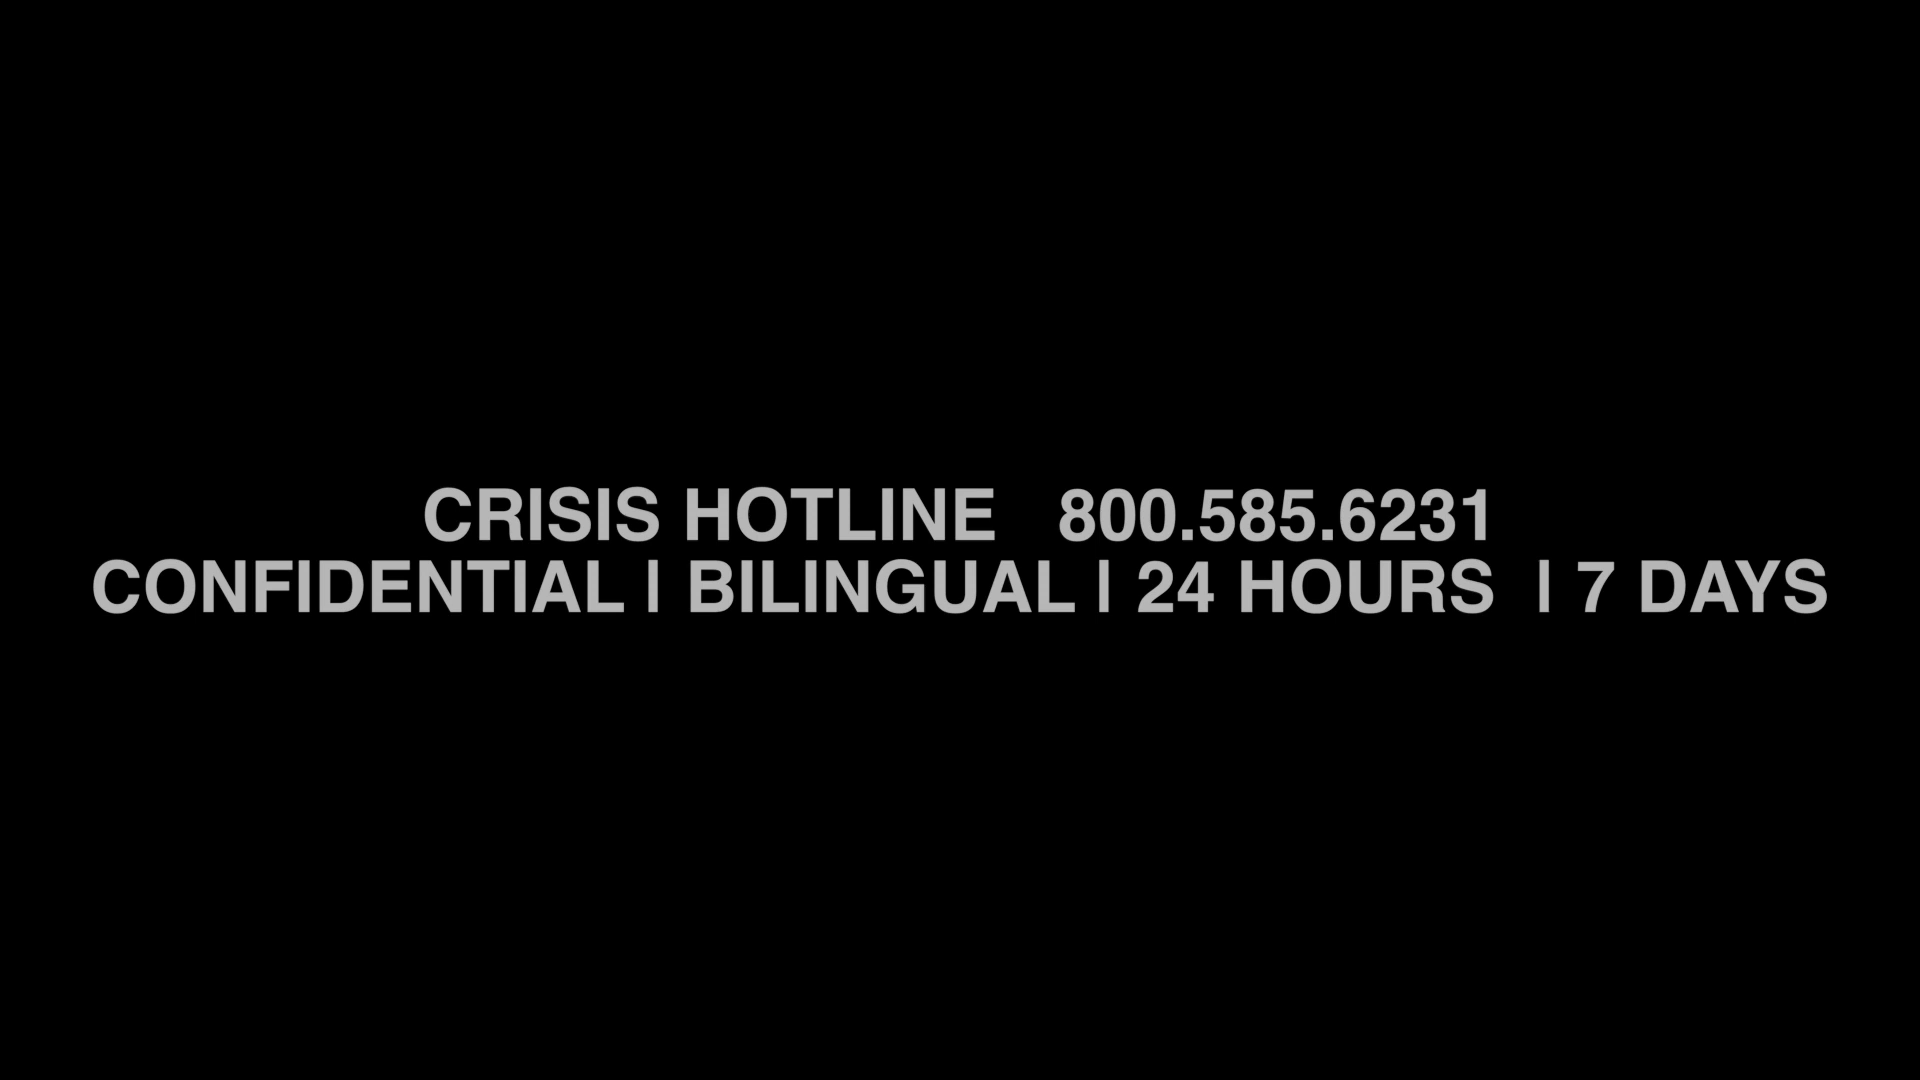 CRISIS HOTLINE   800.585.6231
CONFIDENTIAL | BILINGUAL | 24 HOURS  | 7 DAYS